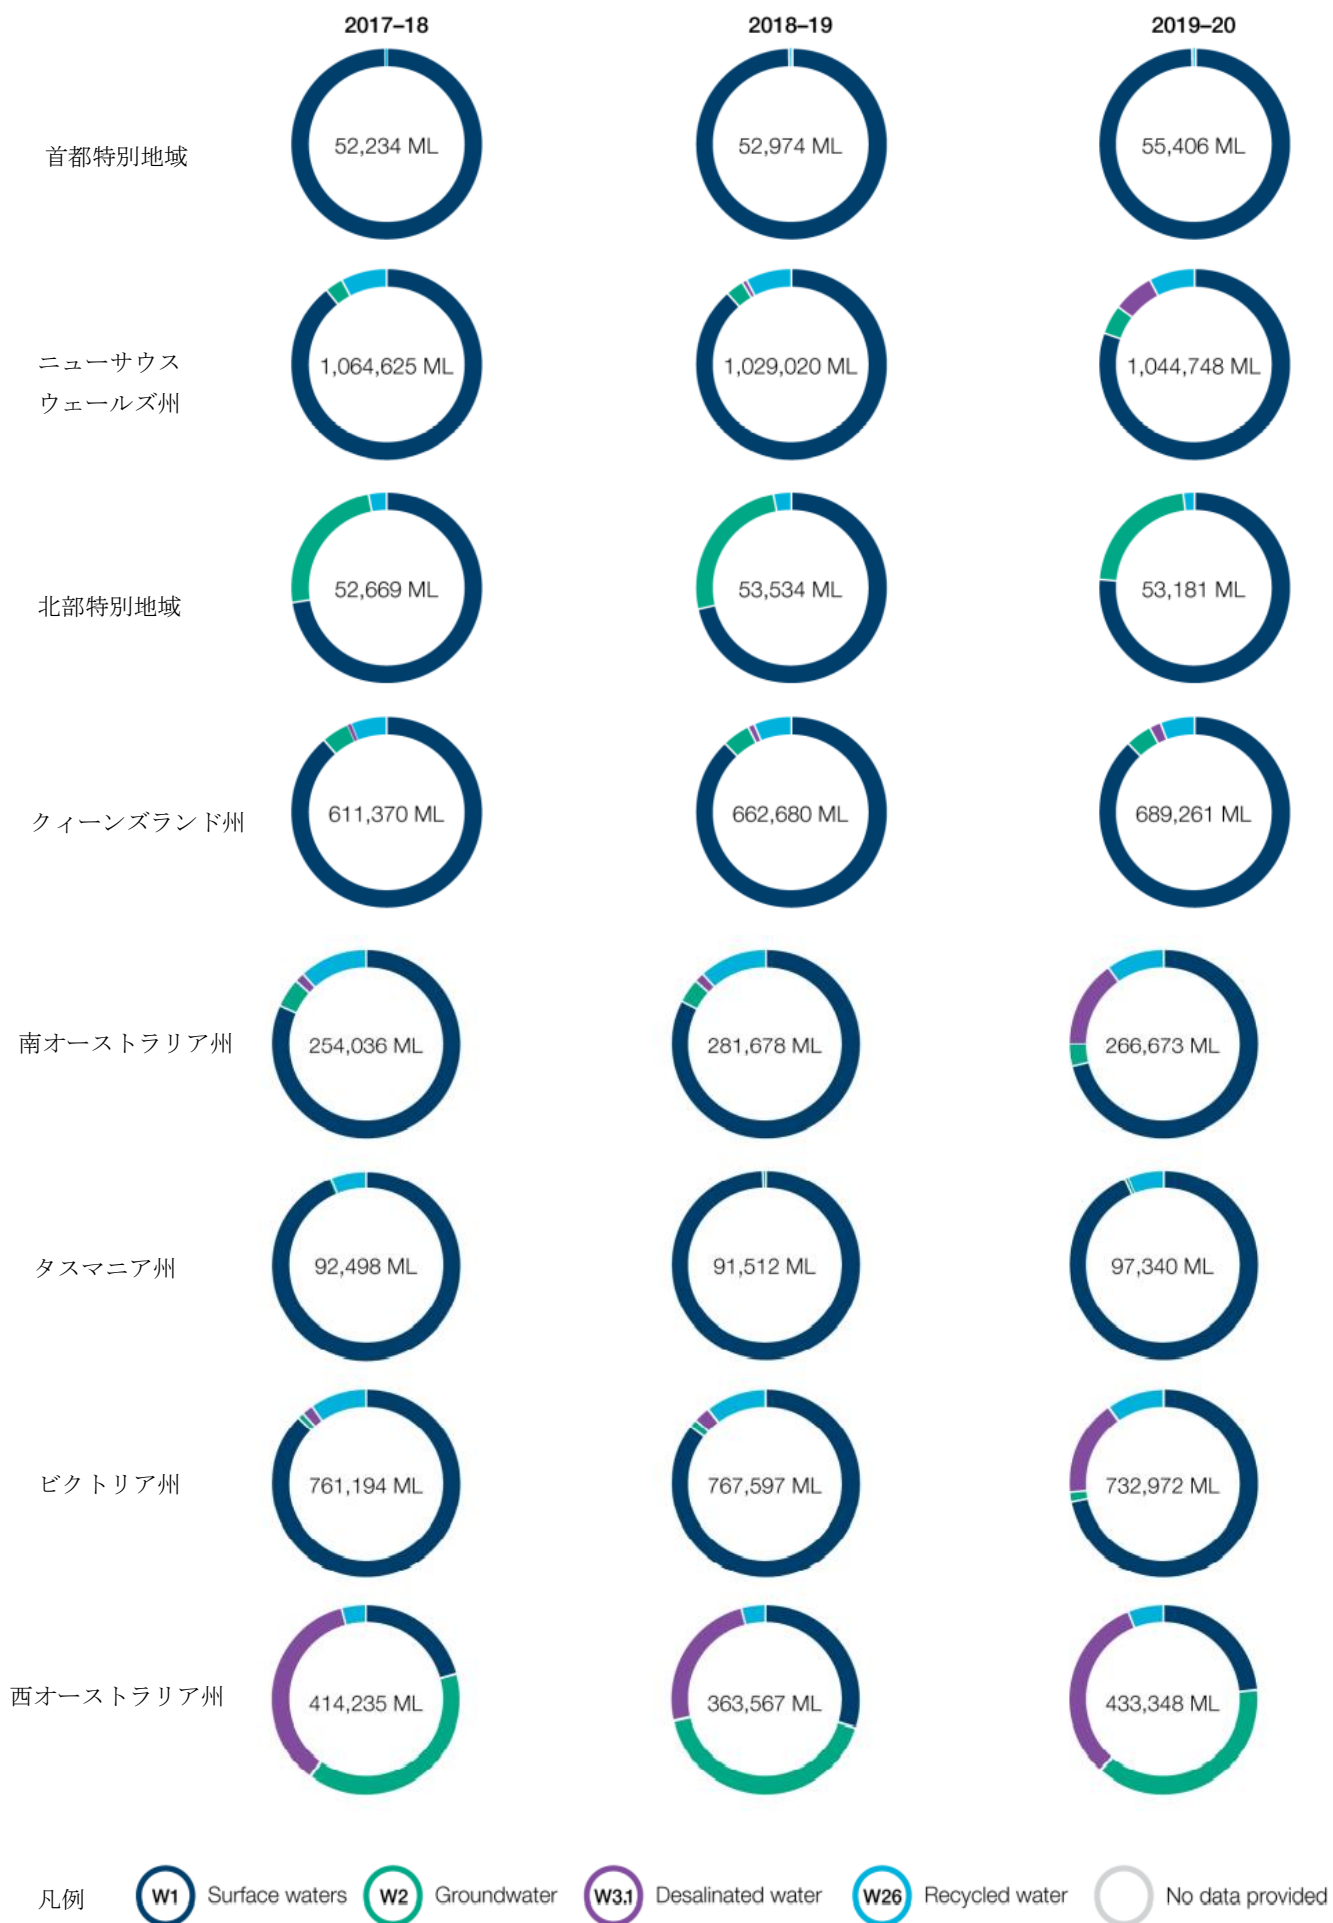 2017–18
2018–19
2019–20
首都特別地域
52,234 ML
52,974 ML
55,406 ML
ニューサウス
ウェールズ州
1,064,625 ML
1,029,020 ML
1,044,748 ML
北部特別地域
52,669 ML
53,534 ML
53,181 ML
クィーンズランド州
611,370 ML
662,680 ML
689,261 ML
南オーストラリア州
254,036 ML
281,678 ML
266,673 ML
タスマニア州
92,498 ML
91,512 ML
97,340 ML
ビクトリア州
761,194 ML
767,597 ML
732,972 ML
西オーストラリア州
414,235 ML
363,567 ML
433,348 ML
凡例
W1 Surface waters
W2 Groundwater
W3.1 Desalinated water
W26 Recycled water
No data provided